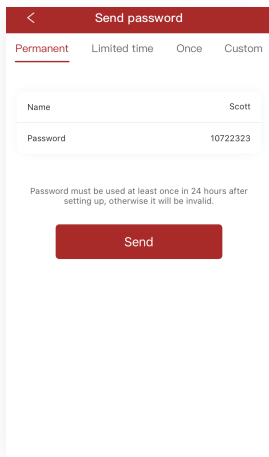 Send password
Permanent Limited time Once Custom
Name Scott
Password 10722323
Password must be used at least once in 24 hours after
setting up, otherwise it will be invalid.
Send